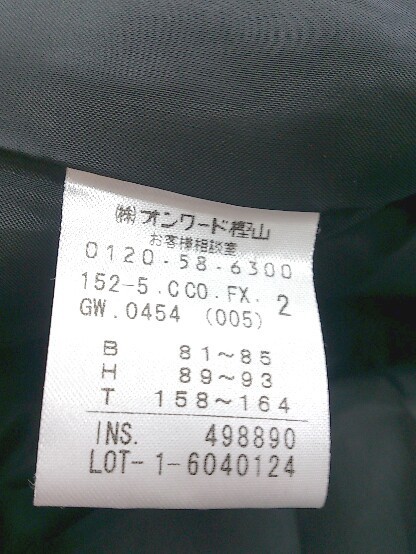 ㈱オンワード樫山
お客様相談室
0120-58-6300
152-5.CCO.FX. 2
GW.0454 (005)
B 81~85
H 89~93
T 158~164
INS. 498890
LOT-1-6040124